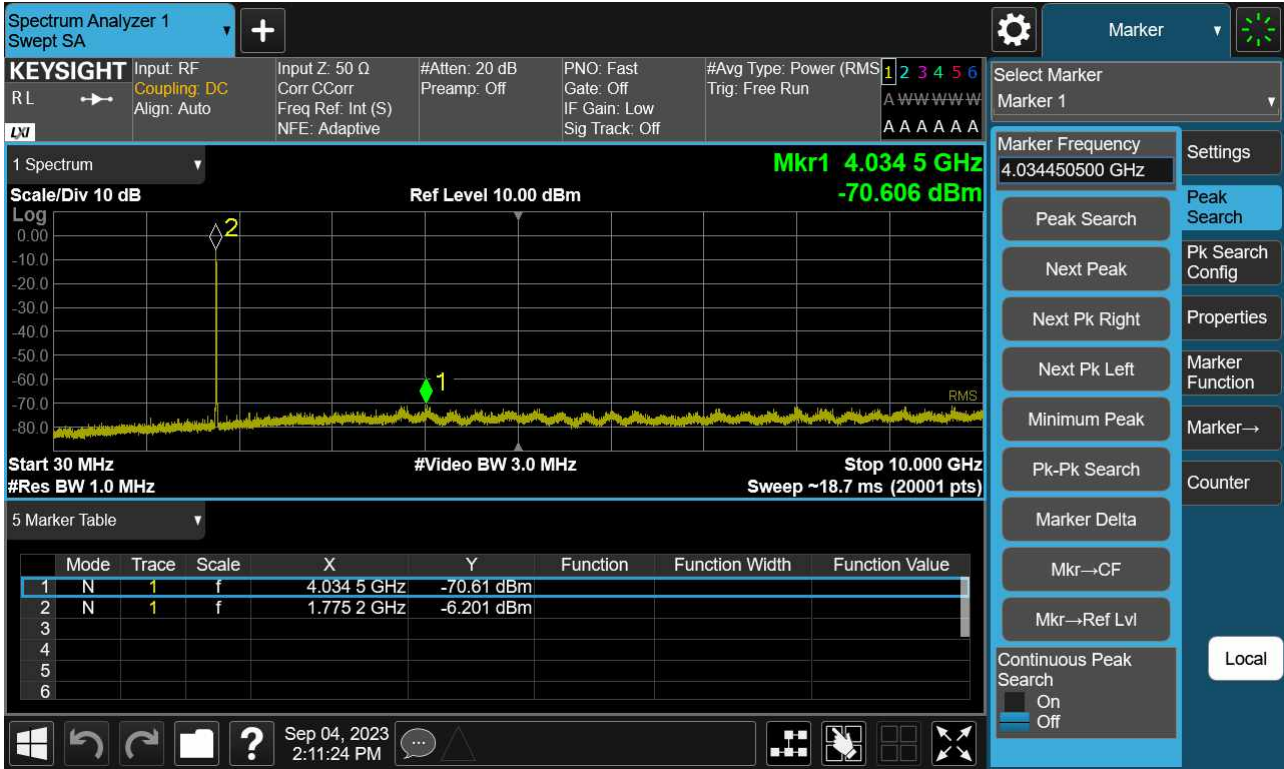 Spectrum Analyzer 1
Swept SA
Marker
KEYSIGHT
R L
LXI
Input: RF
Coupling: DC
Align: Auto
Input Z: 50 Ω
Corr CCorr
Freq Ref: Int (S)
NFE: Adaptive
#Atten: 20 dB
Preamp: Off
PNO: Fast
Gate: Off
IF Gain: Low
Sig Track: Off
#Avg Type: Power (RMS
Trig: Free Run
1 2 3 4 5 6
A W W W W W
A A A A A A
Select Marker
Marker 1
1 Spectrum
Mkr1 4.034 5 GHz
-70.606 dBm
Scale/Div 10 dB
Ref Level 10.00 dBm
Log
0.00
-10.0
-20.0
-30.0
-40.0
-50.0
-60.0
-70.0
-80.0
2
1
RMS
Start 30 MHz
#Video BW 3.0 MHz
Stop 10.000 GHz
#Res BW 1.0 MHz
Sweep ~18.7 ms (20001 pts)
5 Marker Table
Mode Trace Scale X Y Function Function Width Function Value
1 N 1 f 4.034 5 GHz -70.61 dBm
2 N 1 f 1.775 2 GHz -6.201 dBm
3
4
5
6
Marker Frequency
4.034450500 GHz
Peak Search
Next Peak
Next Pk Right
Next Pk Left
Minimum Peak
Pk-Pk Search
Marker Delta
Mkr→CF
Mkr→Ref Lvl
Continuous Peak
Search
On
Off
Settings
Peak
Search
Pk Search
Config
Properties
Marker
Function
Marker→
Counter
Local
?
Sep 04, 2023
2:11:24 PM